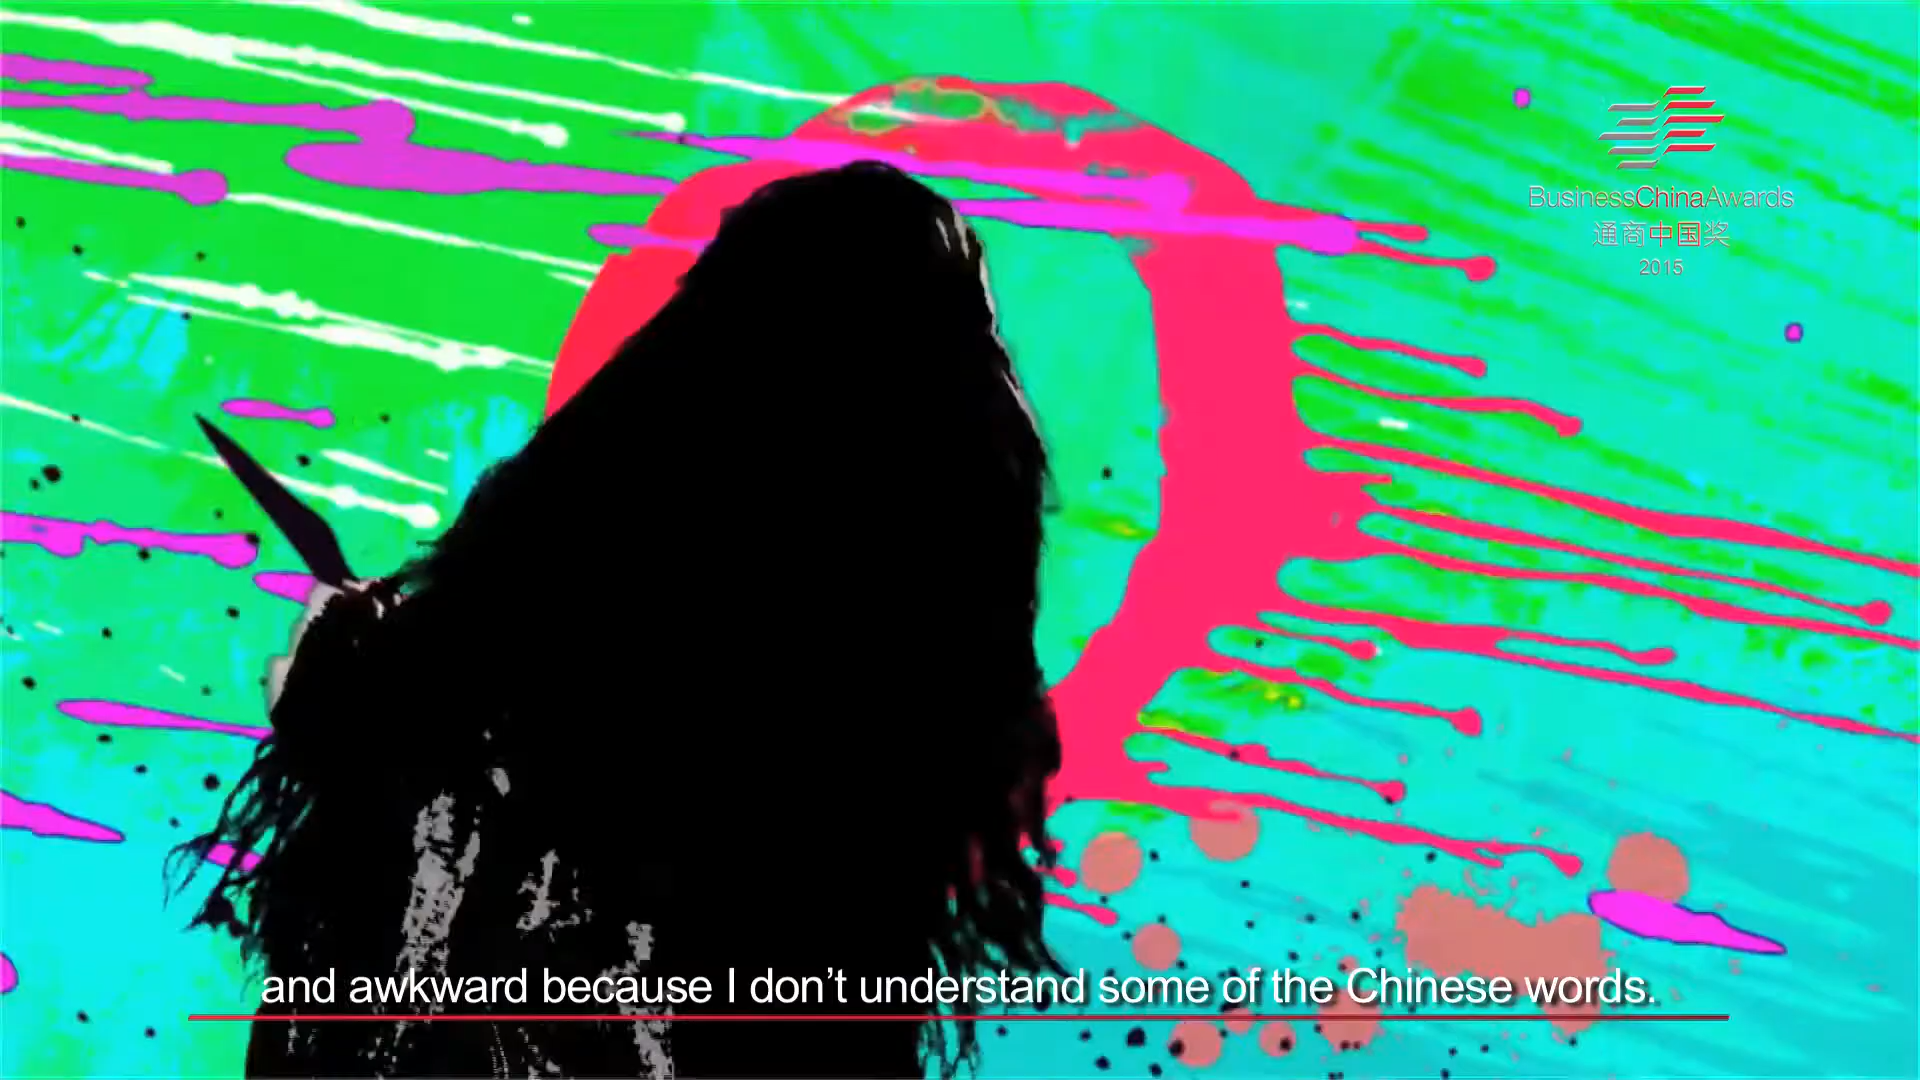 BusinessChinaAwards
通商中国奖
2015
and awkward because I don’t understand some of the Chinese words.